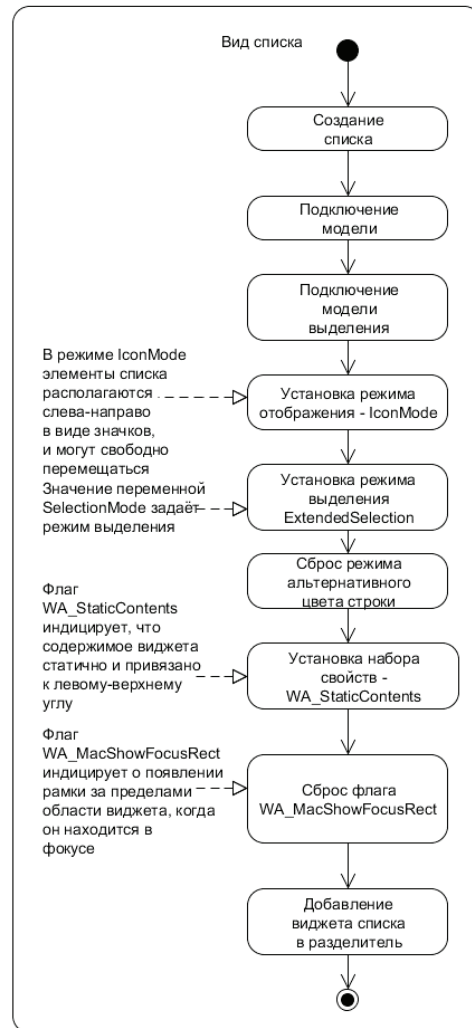 Вид списка
Создание
списка
Подключение
модели
Подключение
модели
выделения
В режиме IconMode
элементы списка
располагаются
слева-направо
в виде значков,
и могут свободно
перемещаться
Установка режима
отображения - IconMode
Значение переменной
SelectionMode задаёт
режим выделения
Установка режима
выделения
ExtendedSelection
Сброс режима
альтернативного
цвета строки
Флаг
WA_StaticContents
индицирует, что
содержимое виджета
статично и привязано
к левому-верхнему
углу
Установка набора
свойств -
WA_StaticContents
Флаг
WA_MacShowFocusRect
индицирует о появлении
рамки за пределами
области виджета, когда
он находится в
фокусе
Сброс флага
WA_MacShowFocusRect
Добавление
виджета списка
в разделитель